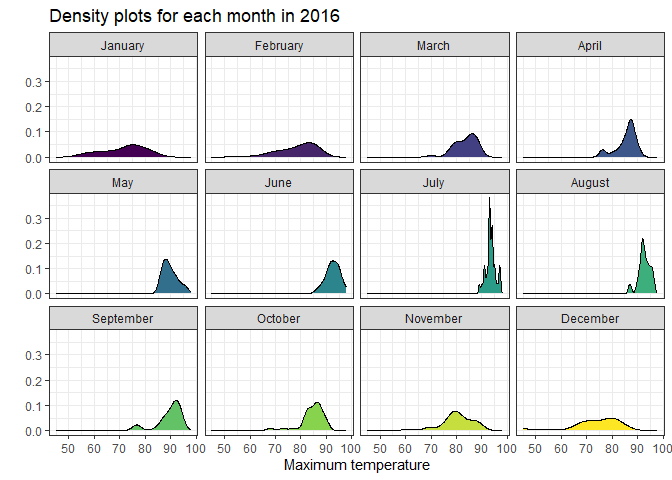 Density plots for each month in 2016
January February March April
0.3
0.2
0.1
0.0
May June July August
0.3
0.2
0.1
0.0
September October November December
0.3
0.2
0.1
0.0
50 60 70 80 90 100 50 60 70 80 90 100 50 60 70 80 90 100 50 60 70 80 90 100
Maximum temperature